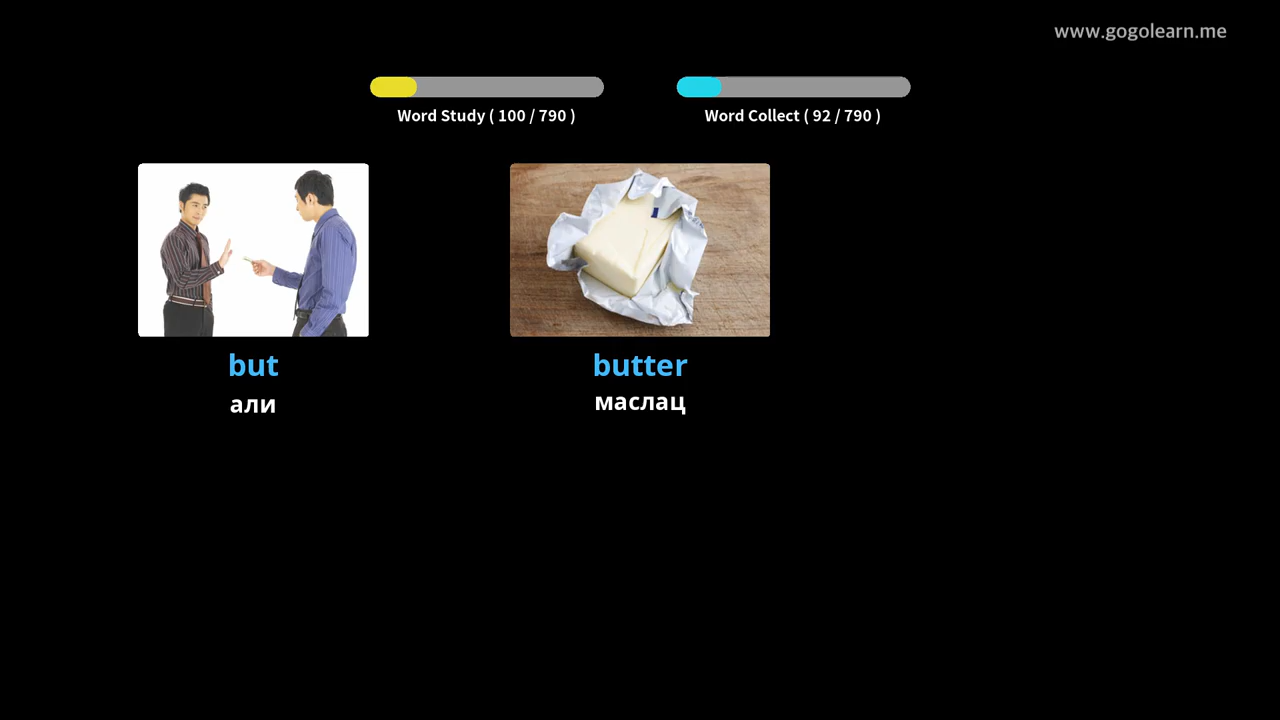 www.gogolearn.me
Word Study ( 100 / 790 )
Word Collect ( 92 / 790 )
but
али
butter
маслац